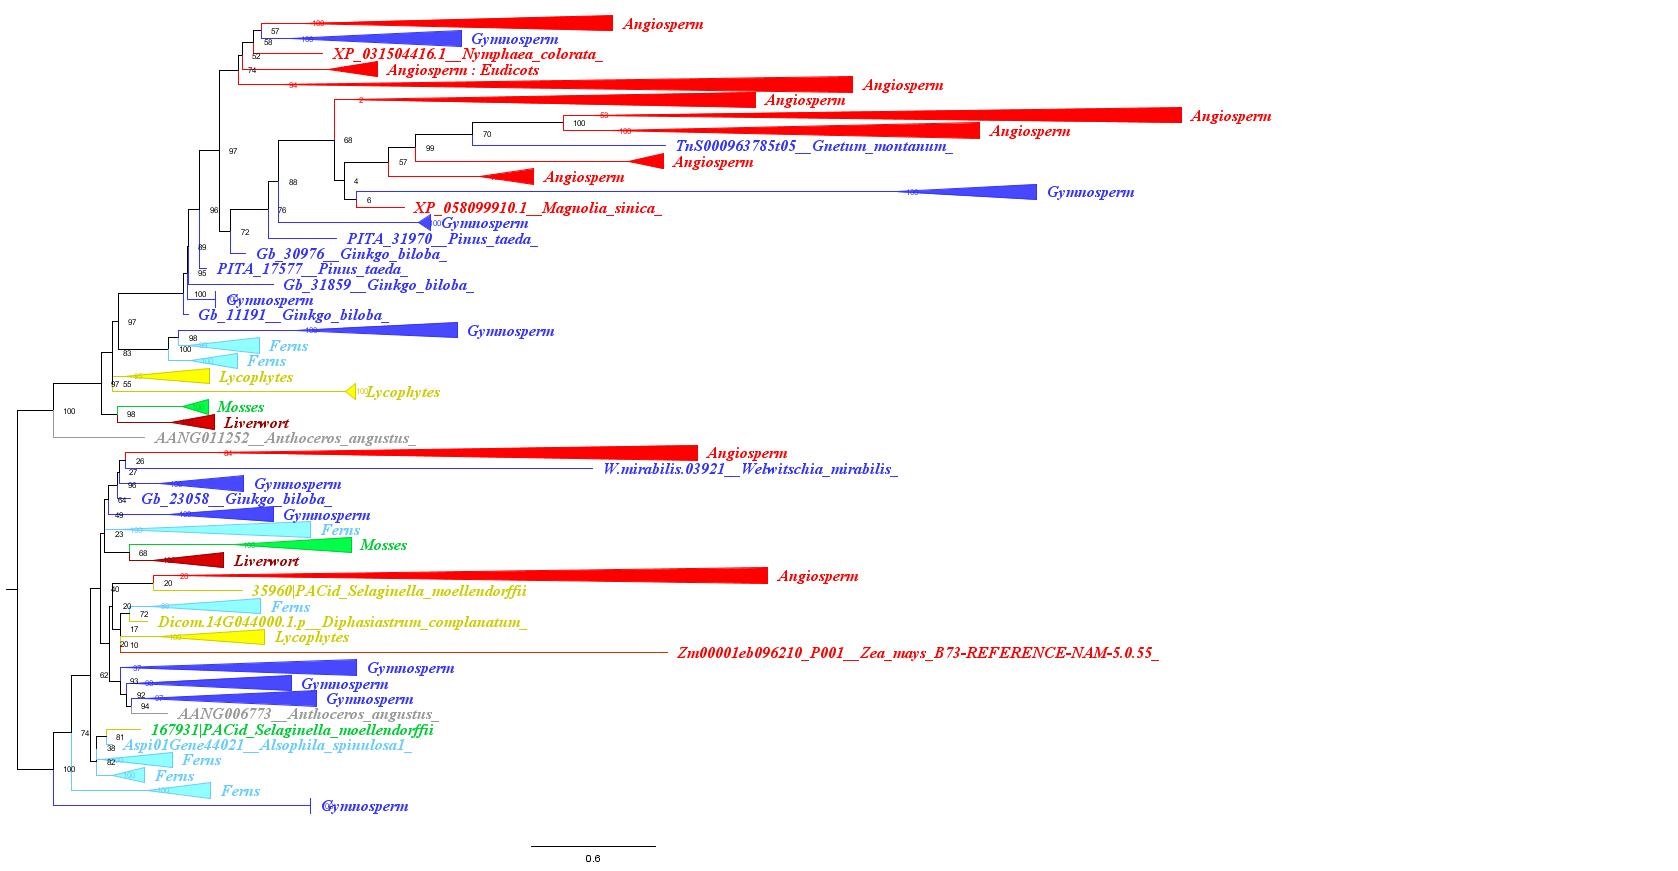 100 Angiosperm
57
100 Gymnosperm
58
XP_031504416.1__Nymphaea_colorata_
52
74 Angiosperm : Eudicots
94 Angiosperm
2 Angiosperm
53 Angiosperm
100
100 Angiosperm
70
68
TnS000963785t05__Gnetum_montanum_
99
97
57 Angiosperm
Angiosperm
4
88
100 Gymnosperm
6
XP_058099910.1__Magnolia_sinica_
96
76
100 Gymnosperm
72
PITA_31970__Pinus_taeda_
89
Gb_30976__Ginkgo_biloba_
95
PITA_17577__Pinus_taeda_
Gb_31859__Ginkgo_biloba_
100
Gymnosperm
Gb_11191__Ginkgo_biloba_
97
100 Gymnosperm
98
100 Ferns
83
100 Ferns
Lycophytes
97 55
100 Lycophytes
Mosses
100
98
Liverwort
AANG011252__Anthoceros_angustus_
84 Angiosperm
26
W.mirabilis.03921__Welwitschia_mirabilis_
27
96
100 Gymnosperm
64
Gb_23058__Ginkgo_biloba_
49
100 Gymnosperm
23
100 Ferns
100 Mosses
68
Liverwort
28 Angiosperm
20
40
35960|PACid_Selaginella_moellendorffii
20
Ferns
72
Dicom.14G044000.1.p__Diphasiastrum_complanatum_
17
100 Lycophytes
20 10
Zm00001eb096210_P001__Zea_mays_B73-REFERENCE-NAM-5.0.55_
62
97 Gymnosperm
93
Gymnosperm
92
97 Gymnosperm
94
AANG006773__Anthoceros_angustus_
74
81
167931|PACid_Selaginella_moellendorffii
38
Aspi01Gene44021__Alsophila_spinulosa1_
82
Ferns
100
100 Ferns
100 Ferns
Gymnosperm
0.6